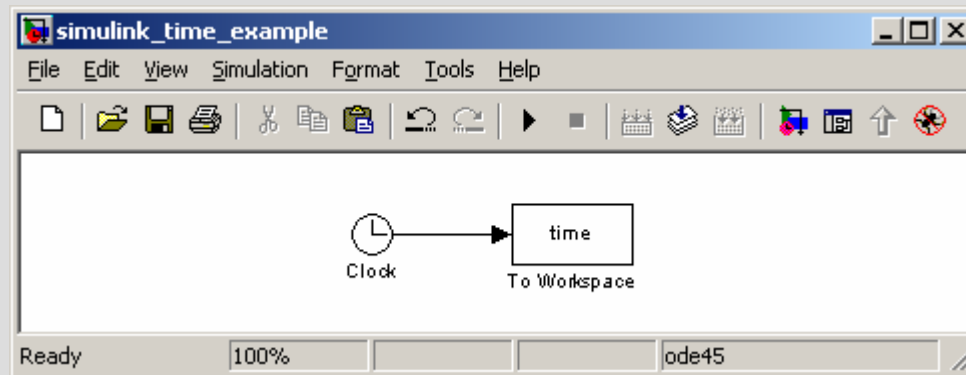 simulink_time_example
File Edit View Simulation Format Tools Help
time
Clock
To Workspace
Ready 100% ode45